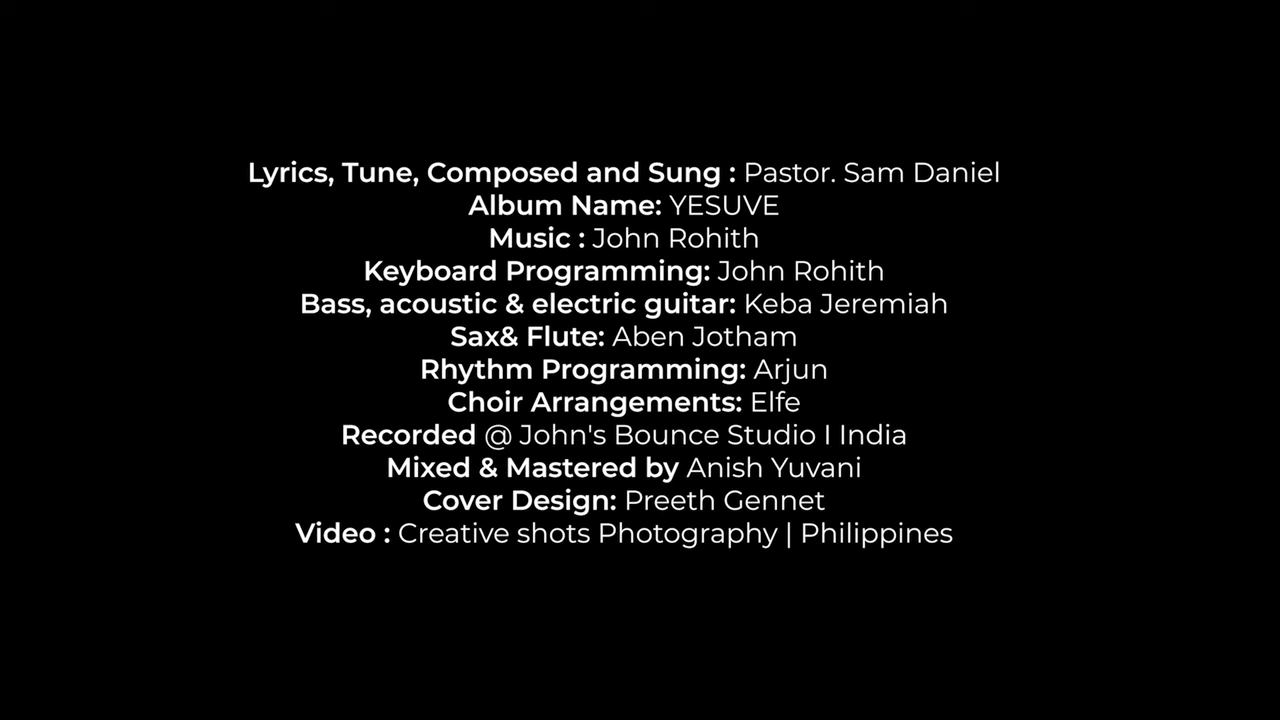 Lyrics, Tune, Composed and Sung : Pastor. Sam Daniel
Album Name: YESUVE
Music : John Rohith
Keyboard Programming: John Rohith
Bass, acoustic & electric guitar: Keba Jeremiah
Sax& Flute: Aben Jotham
Rhythm Programming: Arjun
Choir Arrangements: Elfe
Recorded @ John's Bounce Studio I India
Mixed & Mastered by Anish Yuvani
Cover Design: Preeth Gennet
Video : Creative shots Photography | Philippines